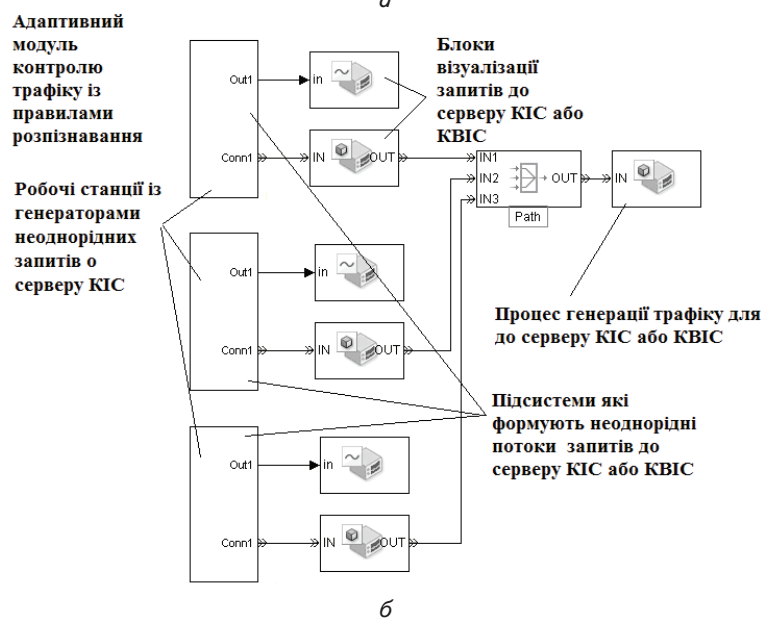 а
Адаптивний
модуль
контролю
трафіку із
правилами
розпізнавання
Блоки
візуалізації
запитів до
серверу КІС або
КВІС
Out1
in
Conn1
IN
OUT
IN1
IN2
IN3
OUT
Path
IN
Робочі станції із
генераторами
неоднорідних
запитів о
серверу КІС
Out1
in
Conn1
IN
OUT
Процес генерації трафіку для
до серверу КІС або КВІС
Підсистеми які
формують неоднорідні
потоки запитів до
серверу КІС або КВІС
Out1
in
Conn1
IN
OUT
б